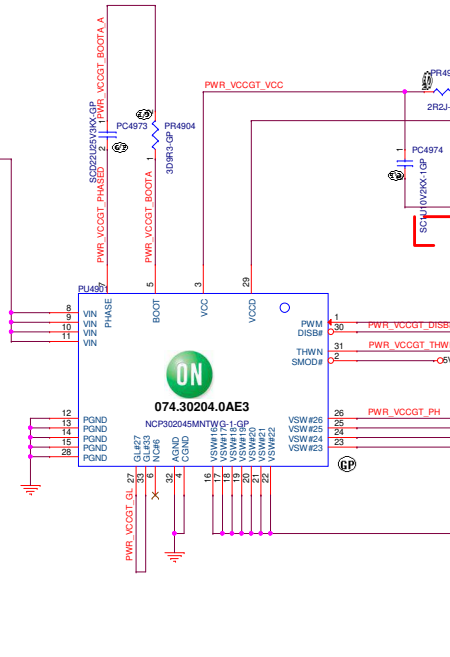 PWR_VCCGT_BOOTA_A
PWR_VCCGT_VCC
PR49
2R2J-
SCD22U25V3KX-GP
1
PC4973
2
PR4904
3D9R3-GP
1
PC4974
1
SC1U10V2KX-1GP
PWR_VCCGT_PHASED
PWR_VCCGT_BOOTA
PU4901
7
5
3
29
PHASE
BOOT
VCC
VCCD
8 VIN
9 VIN
10 VIN
11 VIN
PWM 1
DISB# 30
PWR_VCCGT_DISB
THWN 31
PWR_VCCGT_THW
SMOD# 2
5V
ON
074.30204.0AE3
NCP302045MNTWG-1-GP
12 PGND
13 PGND
14 PGND
15 PGND
28 PGND
VSW#26 26
PWR_VCCGT_PH
VSW#25 25
VSW#24 24
VSW#23 23
GL#27
GL#33
NC#6
AGND
CGND
VSW#16
VSW#17
VSW#18
VSW#19
VSW#20
VSW#21
VSW#22
GP
27
33
6
32
4
16
17
18
19
20
21
22
PWR_VCCGT_GL